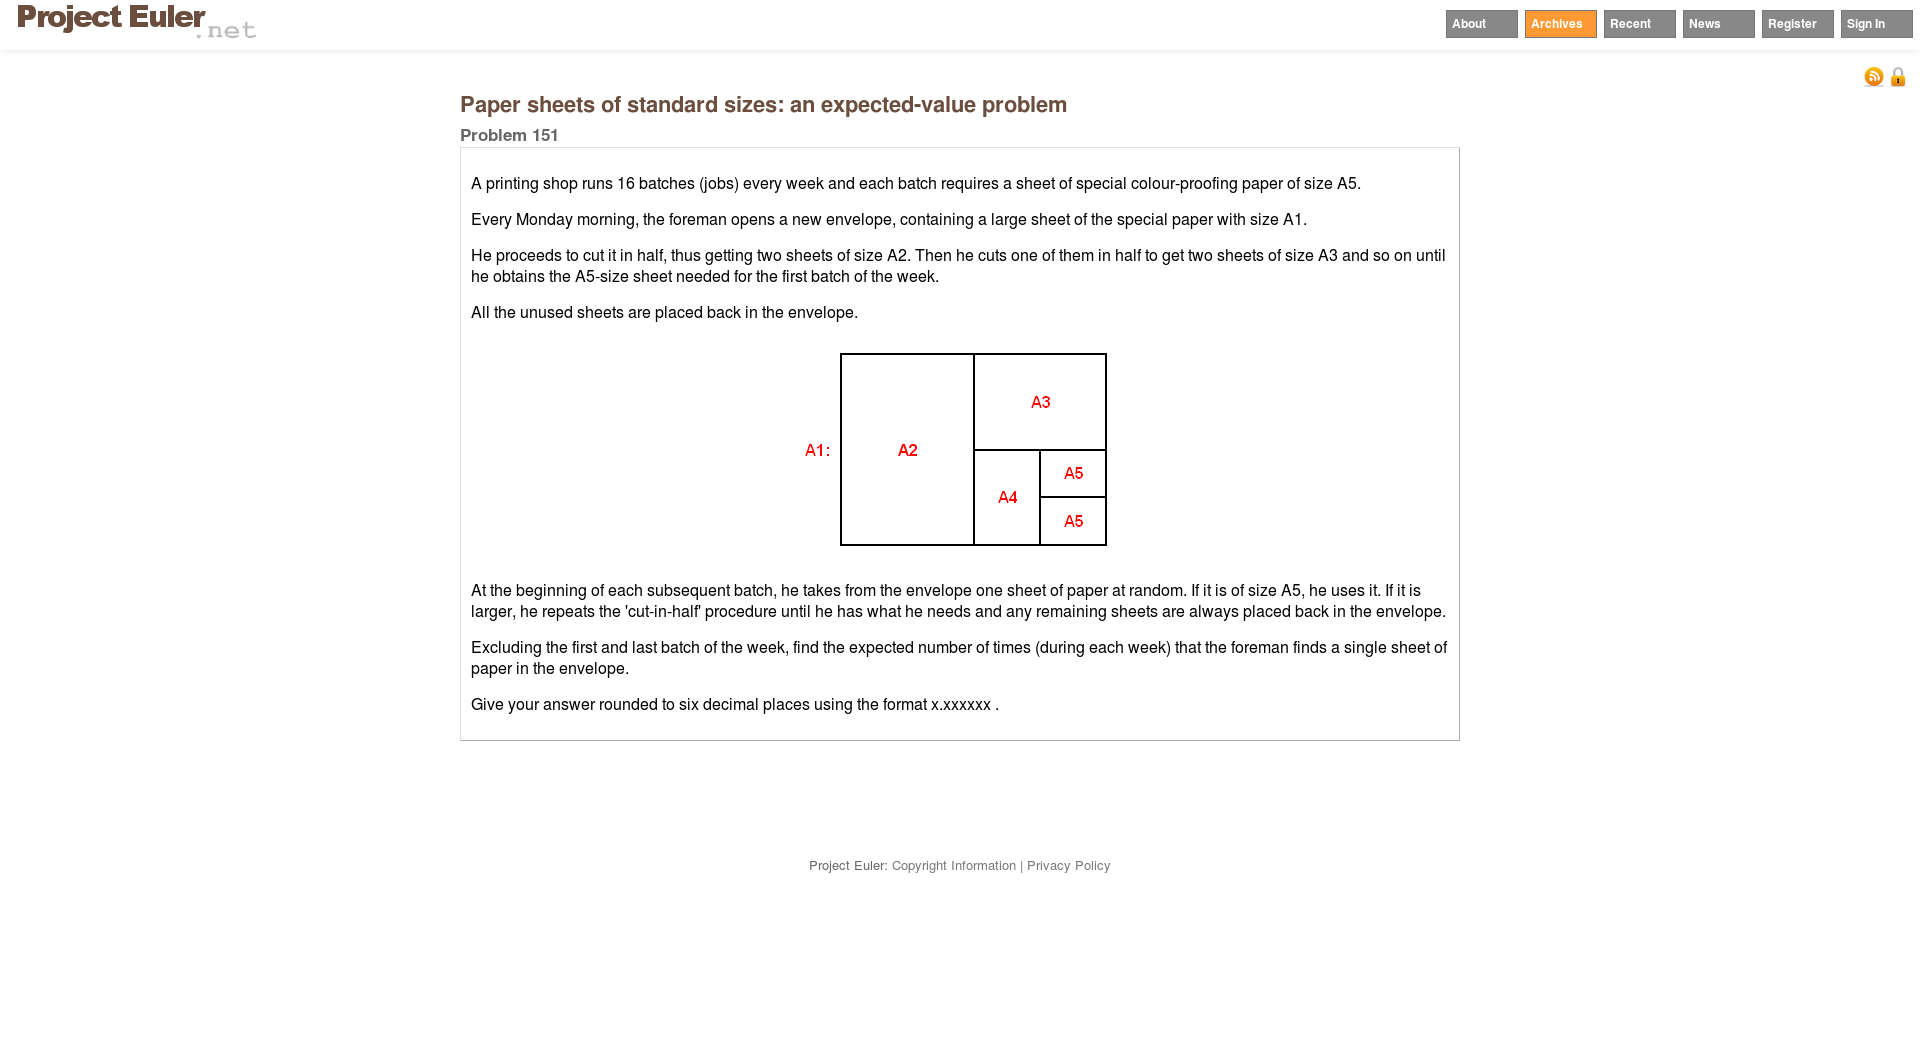 Project Euler.net
About Archives Recent News Register Sign In
Paper sheets of standard sizes: an expected-value problem
Problem 151
A printing shop runs 16 batches (jobs) every week and each batch requires a sheet of special colour-proofing paper of size A5.
Every Monday morning, the foreman opens a new envelope, containing a large sheet of the special paper with size A1.
He proceeds to cut it in half, thus getting two sheets of size A2. Then he cuts one of them in half to get two sheets of size A3 and so on until
he obtains the A5-size sheet needed for the first batch of the week.
All the unused sheets are placed back in the envelope.
A3
A1: A2
A5
A4
A5
At the beginning of each subsequent batch, he takes from the envelope one sheet of paper at random. If it is of size A5, he uses it. If it is
larger, he repeats the 'cut-in-half' procedure until he has what he needs and any remaining sheets are always placed back in the envelope.
Excluding the first and last batch of the week, find the expected number of times (during each week) that the foreman finds a single sheet of
paper in the envelope.
Give your answer rounded to six decimal places using the format x.xxxxxx .
Project Euler: Copyright Information | Privacy Policy